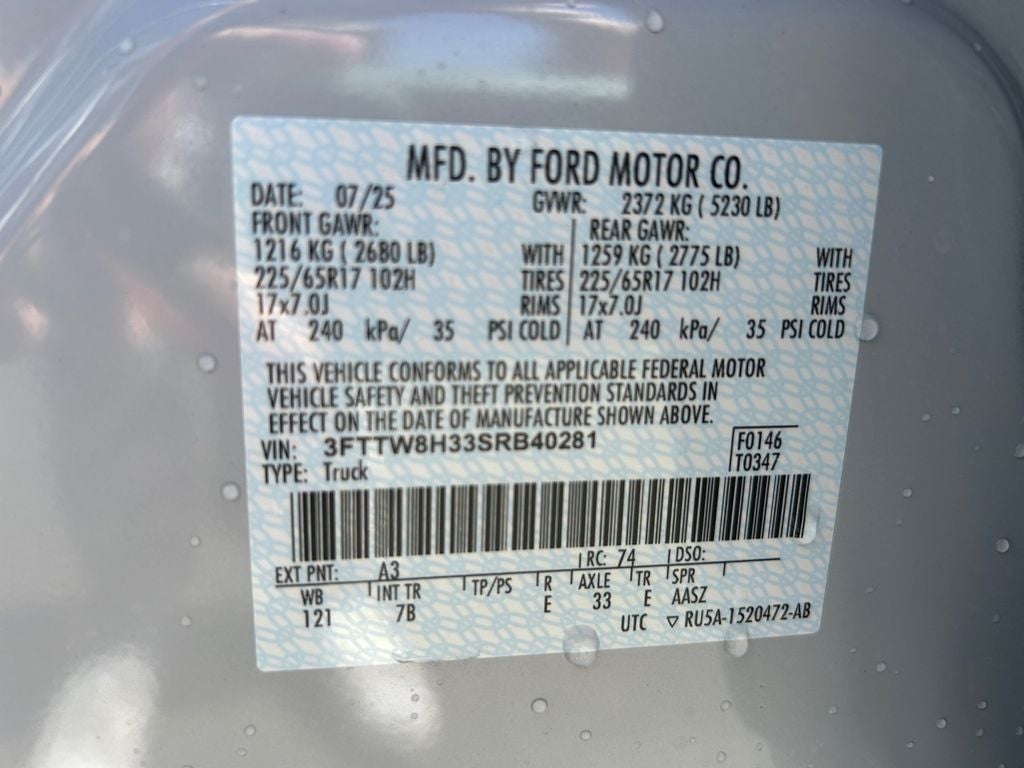 MFD. BY FORD MOTOR CO.
DATE: 07/25 GVWR: 2372 KG ( 5230 LB)
FRONT GAWR: REAR GAWR:
1216 KG ( 2680 LB) WITH 1259 KG ( 2775 LB) WITH
225/65R17 102H TIRES 225/65R17 102H TIRES
17x7.0J RIMS 17x7.0J RIMS
AT 240 kPa/ 35 PSI COLD AT 240 kPa/ 35 PSI COLD
THIS VEHICLE CONFORMS TO ALL APPLICABLE FEDERAL MOTOR
VEHICLE SAFETY AND THEFT PREVENTION STANDARDS IN
EFFECT ON THE DATE OF MANUFACTURE SHOWN ABOVE.
VIN: 3FTTW8H33SRB40281 F0146
TYPE: Truck T0347
EXT PNT: A3 RC: 74 DSO:
WB INT TR TP/PS R AXLE TR SPR
121 7B E 33 E AASZ
UTC ▽ RU5A-1520472-AB